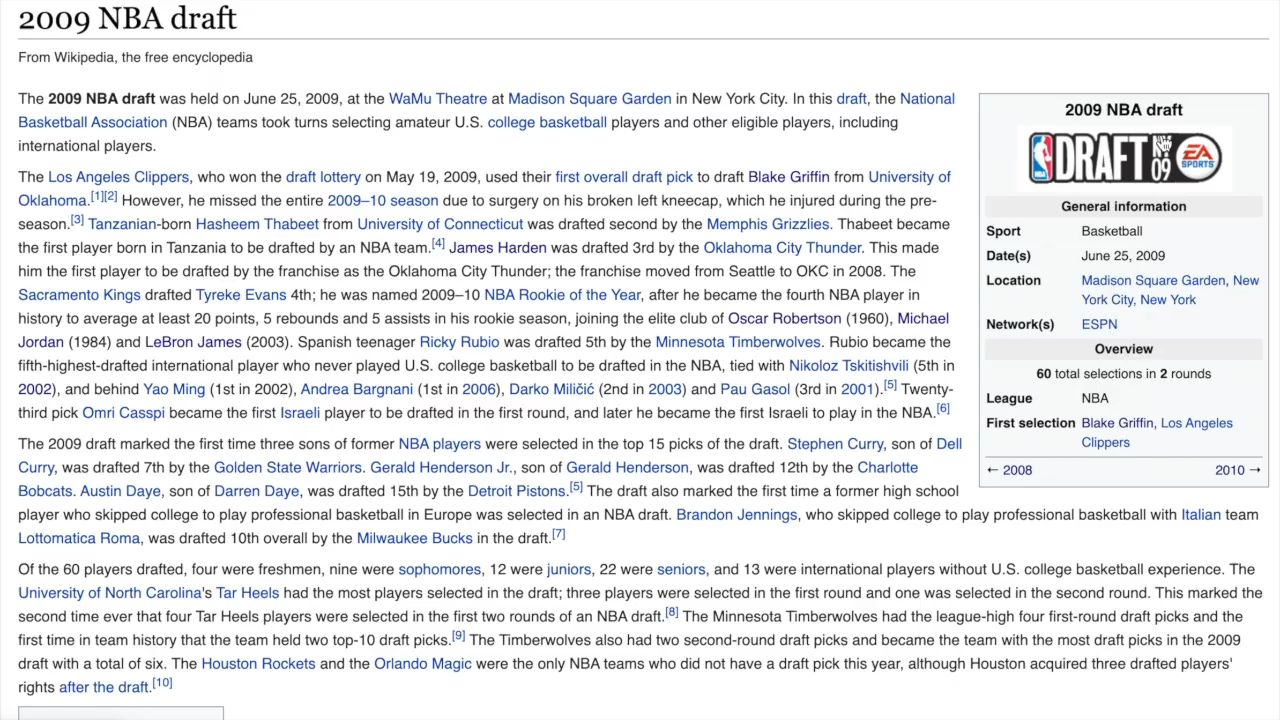 2009 NBA draft
From Wikipedia, the free encyclopedia
The 2009 NBA draft was held on June 25, 2009, at the WaMu Theatre at Madison Square Garden in New York City. In this draft, the National
Basketball Association (NBA) teams took turns selecting amateur U.S. college basketball players and other eligible players, including
international players.
The Los Angeles Clippers, who won the draft lottery on May 19, 2009, used their first overall draft pick to draft Blake Griffin from University of
Oklahoma.[1][2] However, he missed the entire 2009–10 season due to surgery on his broken left kneecap, which he injured during the pre-
season.[3] Tanzanian-born Hasheem Thabeet from University of Connecticut was drafted second by the Memphis Grizzlies. Thabeet became
the first player born in Tanzania to be drafted by an NBA team.[4] James Harden was drafted 3rd by the Oklahoma City Thunder. This made
him the first player to be drafted by the franchise as the Oklahoma City Thunder; the franchise moved from Seattle to OKC in 2008. The
Sacramento Kings drafted Tyreke Evans 4th; he was named 2009–10 NBA Rookie of the Year, after he became the fourth NBA player in
history to average at least 20 points, 5 rebounds and 5 assists in his rookie season, joining the elite club of Oscar Robertson (1960), Michael
Jordan (1984) and LeBron James (2003). Spanish teenager Ricky Rubio was drafted 5th by the Minnesota Timberwolves. Rubio became the
fifth-highest-drafted international player who never played U.S. college basketball to be drafted in the NBA, tied with Nikoloz Tskitishvili (5th in
2002), and behind Yao Ming (1st in 2002), Andrea Bargnani (1st in 2006), Darko Miličić (2nd in 2003) and Pau Gasol (3rd in 2001).[5] Twenty-
third pick Omri Casspi became the first Israeli player to be drafted in the first round, and later he became the first Israeli to play in the NBA.[6]
The 2009 draft marked the first time three sons of former NBA players were selected in the top 15 picks of the draft. Stephen Curry, son of Dell
Curry, was drafted 7th by the Golden State Warriors. Gerald Henderson Jr., son of Gerald Henderson, was drafted 12th by the Charlotte
Bobcats. Austin Daye, son of Darren Daye, was drafted 15th by the Detroit Pistons.[5] The draft also marked the first time a former high school
player who skipped college to play professional basketball in Europe was selected in an NBA draft. Brandon Jennings, who skipped college to play professional basketball with Italian team
Lottomatica Roma, was drafted 10th overall by the Milwaukee Bucks in the draft.[7]
Of the 60 players drafted, four were freshmen, nine were sophomores, 12 were juniors, 22 were seniors, and 13 were international players without U.S. college basketball experience. The
University of North Carolina's Tar Heels had the most players selected in the draft; three players were selected in the first round and one was selected in the second round. This marked the
second time ever that four Tar Heels players were selected in the first two rounds of an NBA draft.[8] The Minnesota Timberwolves had the league-high four first-round draft picks and the
first time in team history that the team held two top-10 draft picks.[9] The Timberwolves also had two second-round draft picks and became the team with the most draft picks in the 2009
draft with a total of six. The Houston Rockets and the Orlando Magic were the only NBA teams who did not have a draft pick this year, although Houston acquired three drafted players'
rights after the draft.[10]
2009 NBA draft
NBA DRAFT 09 EA SPORTS
General information
Sport Basketball
Date(s) June 25, 2009
Location Madison Square Garden, New
York City, New York
Network(s) ESPN
Overview
60 total selections in 2 rounds
League NBA
First selection Blake Griffin, Los Angeles
Clippers
← 2008 2010 →